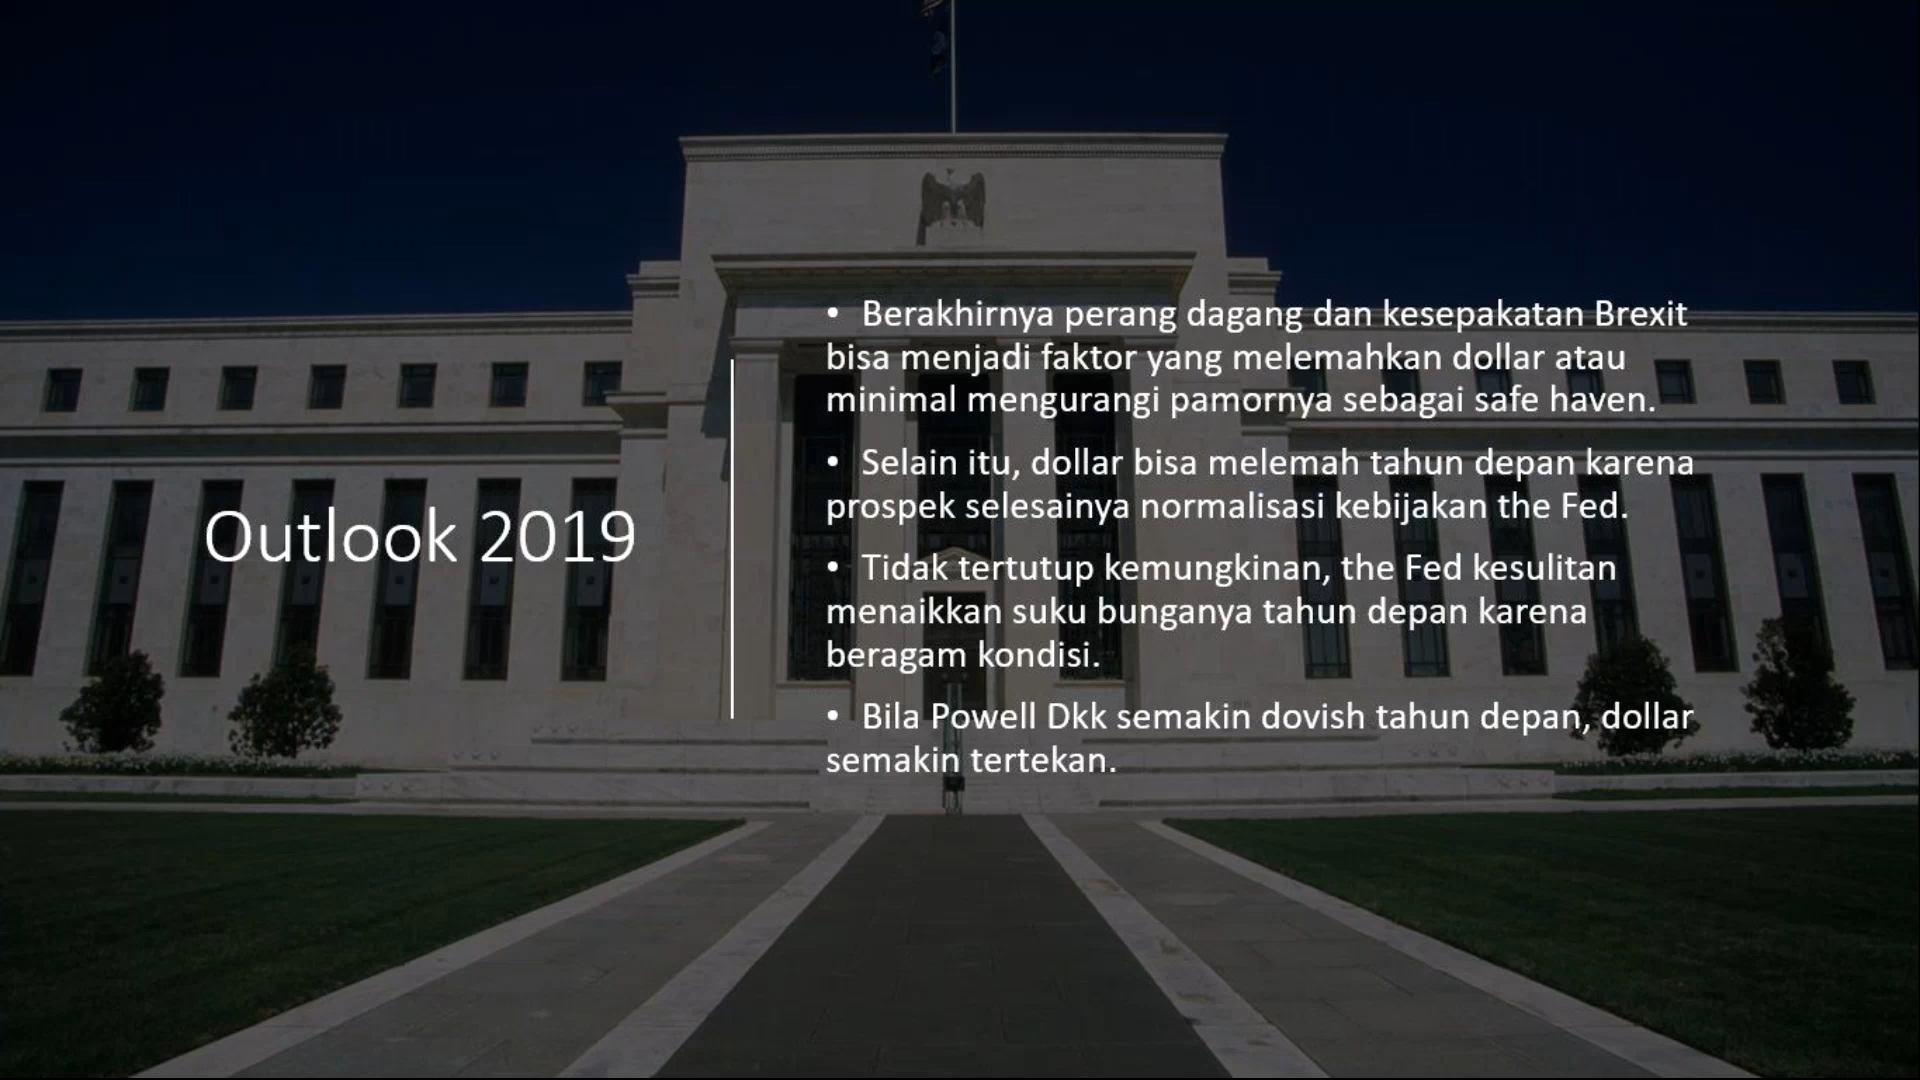 Outlook 2019
• Berakhirnya perang dagang dan kesepakatan Brexit
bisa menjadi faktor yang melemahkan dollar atau
minimal mengurangi pamornya sebagai safe haven.
• Selain itu, dollar bisa melemah tahun depan karena
prospek selesainya normalisasi kebijakan the Fed.
• Tidak tertutup kemungkinan, the Fed kesulitan
menaikkan suku bunganya tahun depan karena
beragam kondisi.
• Bila Powell Dkk semakin dovish tahun depan, dollar
semakin tertekan.